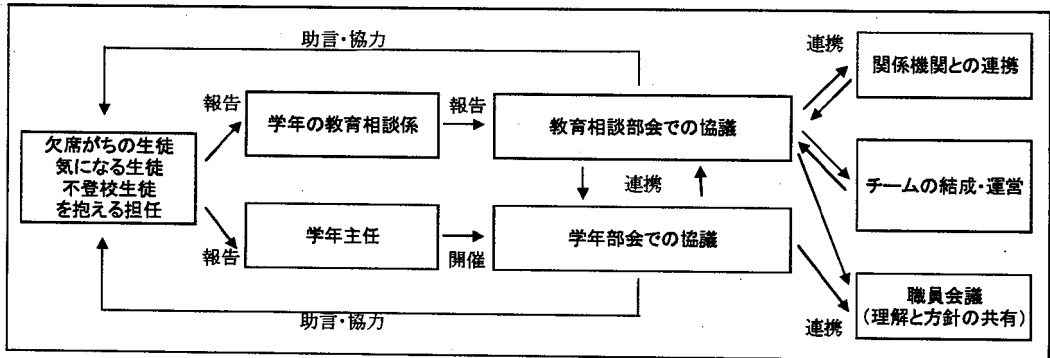 助言・協力
連携
関係機関との連携
報告
学年の教育相談係
報告
教育相談部会での協議
欠席がちの生徒
気になる生徒
不登校生徒
を抱える担任
連携
チームの結成・運営
報告
学年主任
開催
学年部会での協議
連携
職員会議
(理解と方針の共有)
助言・協力